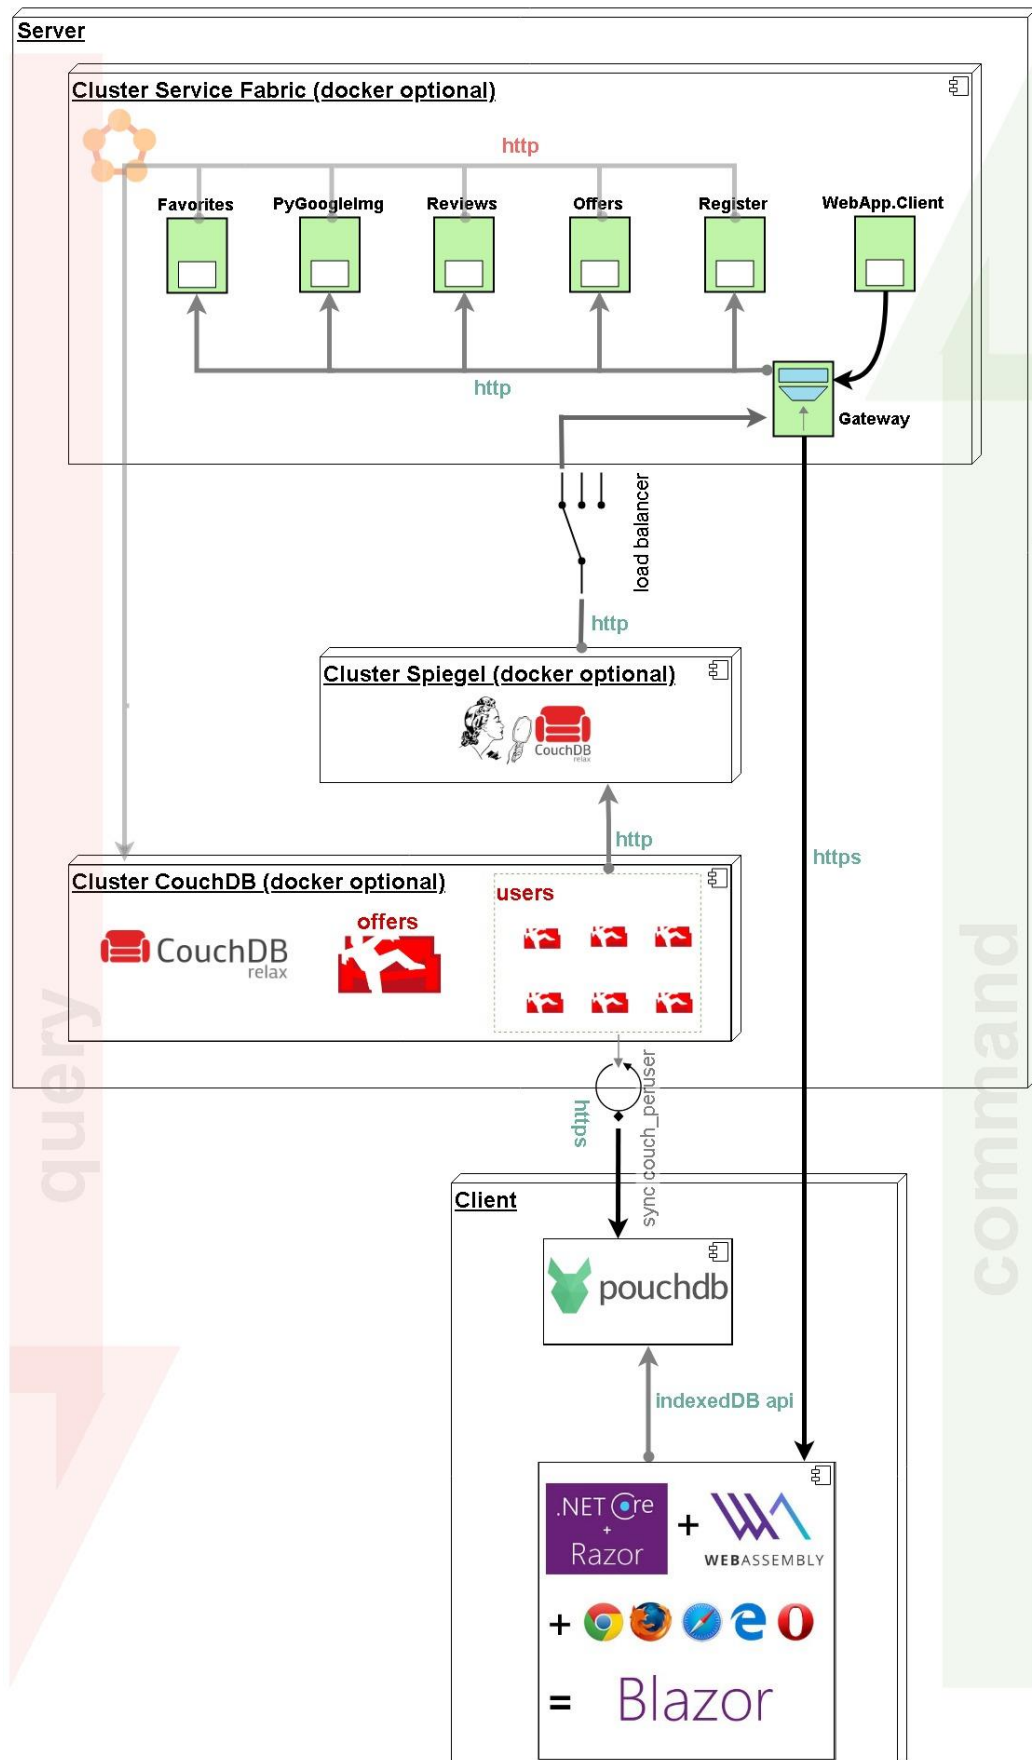 Server
Cluster Service Fabric (docker optional)
http
Favorites
PyGoogleImg
Reviews
Offers
Register
WebApp.Client
http
Gateway
load balancer
http
Cluster Spiegel (docker optional)
CouchDB
relax
http
https
Cluster CouchDB (docker optional)
users
offers
CouchDB
relax
query
command
https
sync couch_peruser
Client
pouchdb
indexedDB api
.NET Core
+
Razor
+
WEBASSEMBLY
+
= Blazor